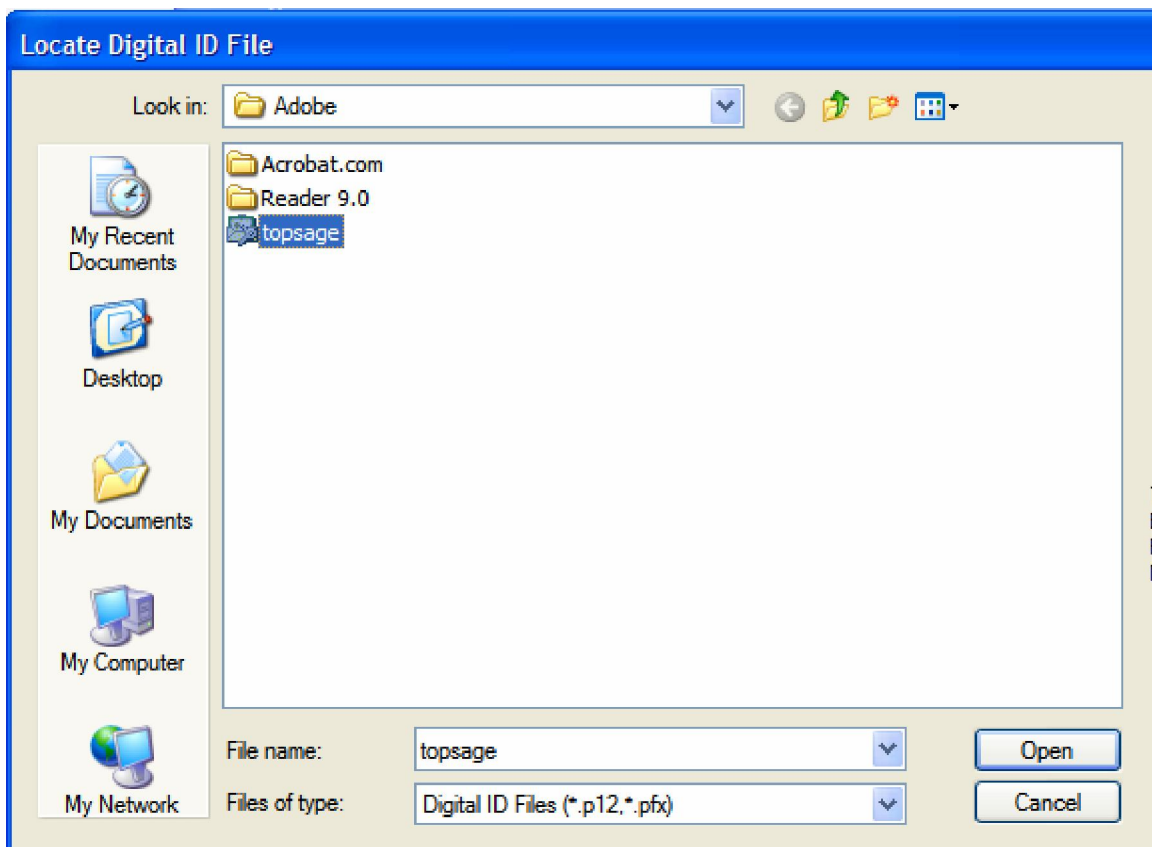 Locate Digital ID File
Look in: Adobe
Acrobat.com
Reader 9.0
topsage
My Recent
Documents
Desktop
My Documents
My Computer
My Network
File name: topsage Open
Files of type: Digital ID Files (*.p12,*.pfx) Cancel